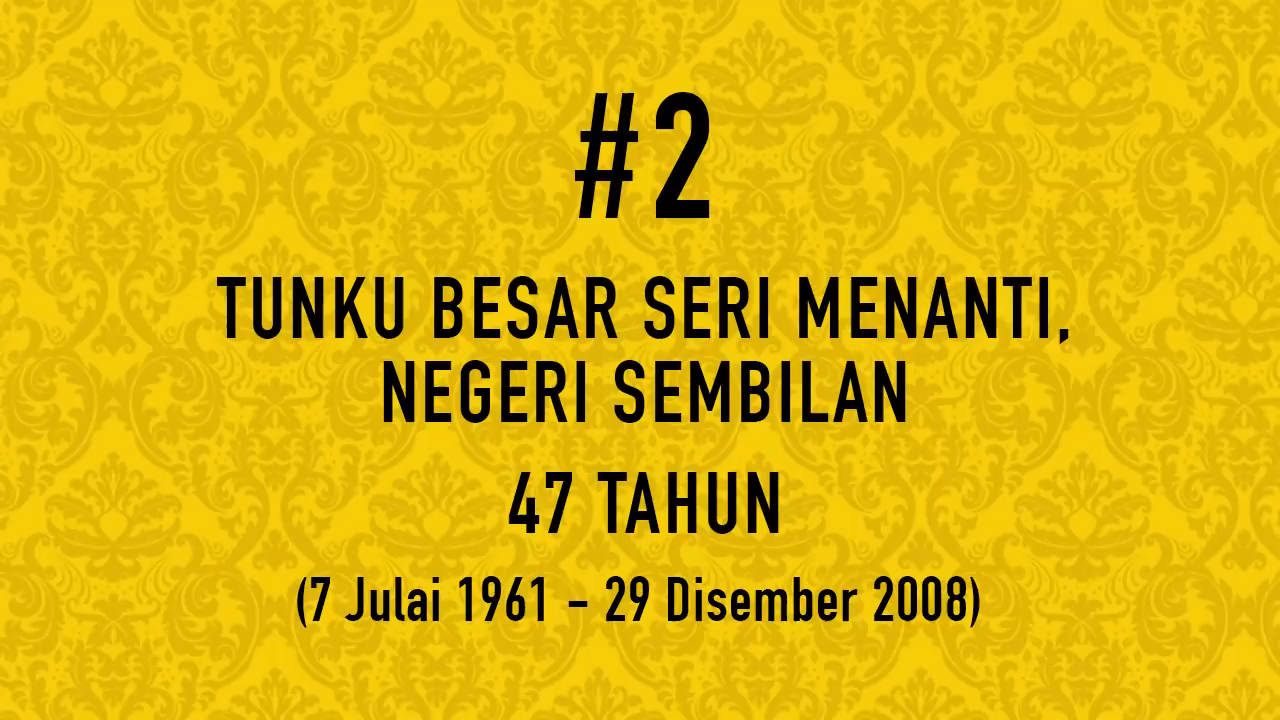 #2
TUNKU BESAR SERI MENANTI,
NEGERI SEMBILAN
47 TAHUN
(7 Julai 1961 - 29 Disember 2008)